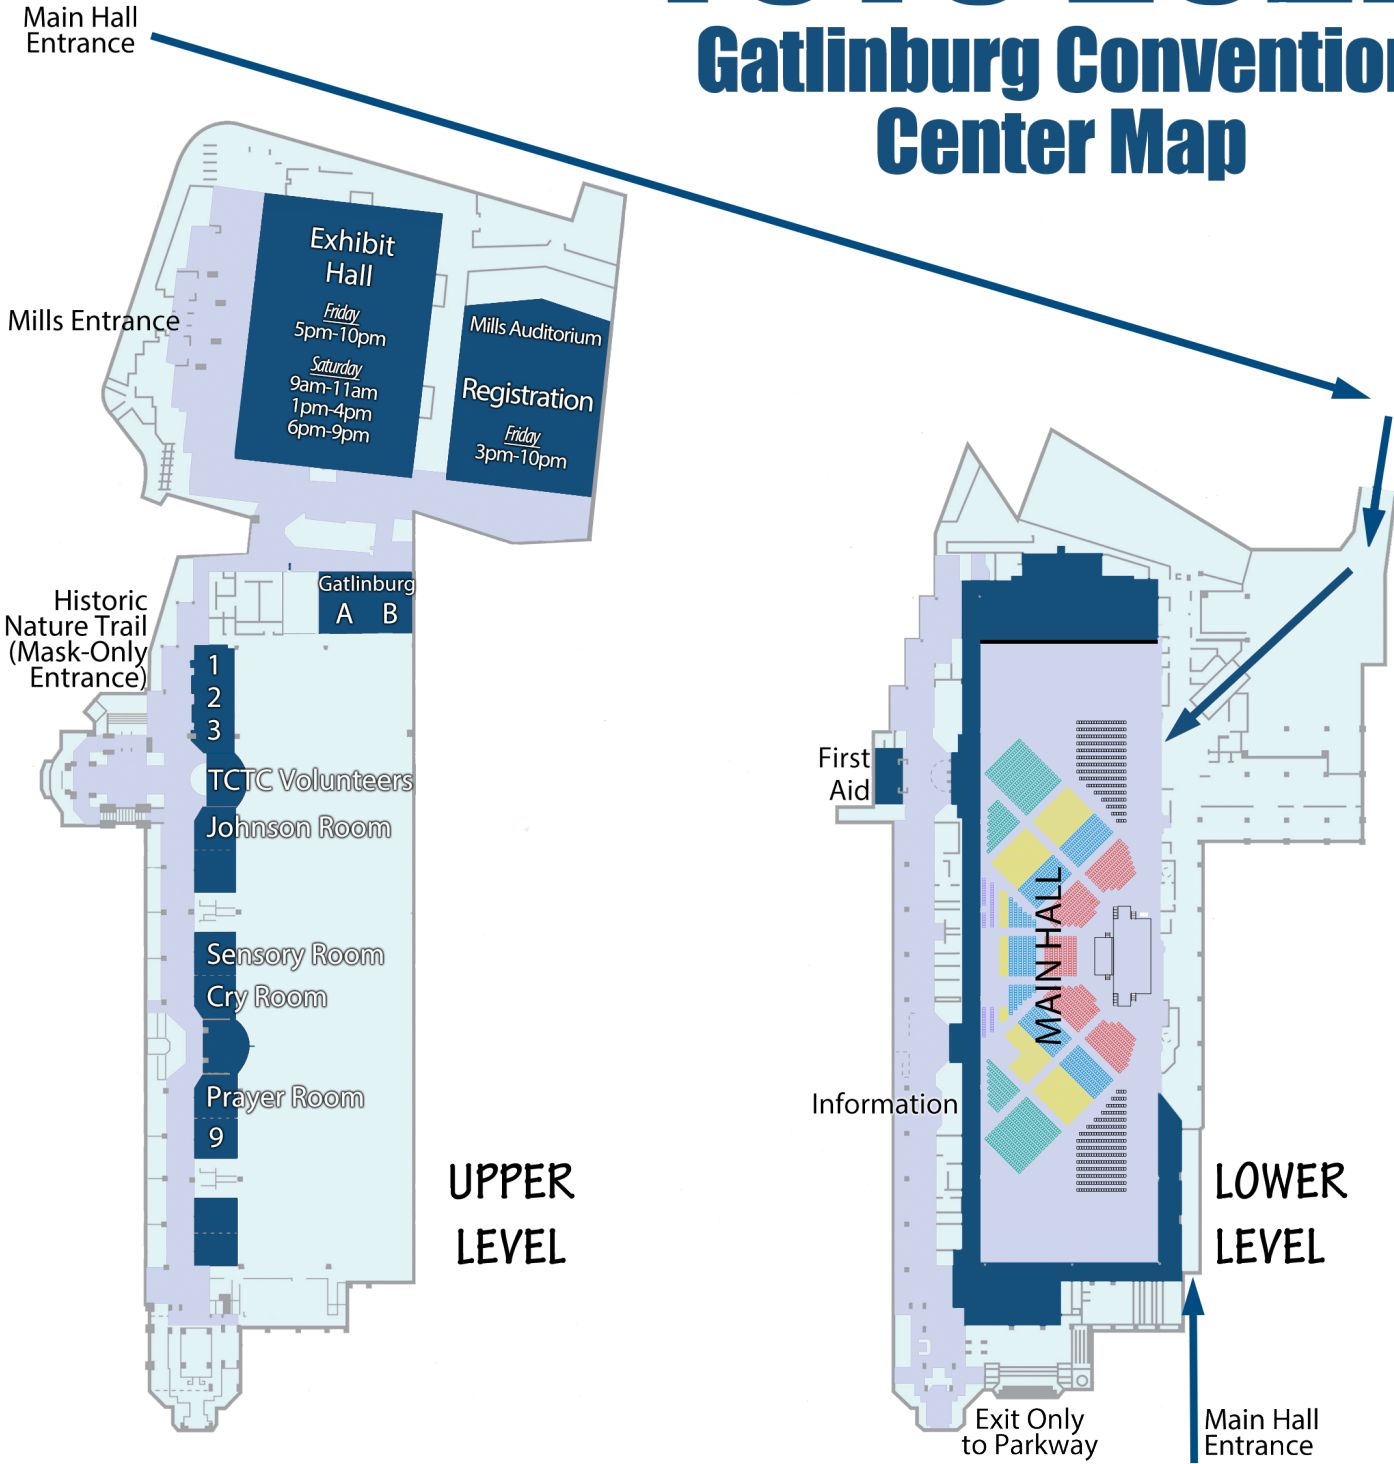 Gatlinburg Convention
Center Map
Main Hall
Entrance
Exhibit
Hall
Friday
5pm-10pm
Saturday
9am-11am
1pm-4pm
6pm-9pm
Mills Auditorium
Registration
Friday
3pm-10pm
Mills Entrance
Gatlinburg
A B
Historic
Nature Trail
(Mask-Only
Entrance)
1
2
3
TCTC Volunteers
Johnson Room
Sensory Room
Cry Room
Prayer Room
9
UPPER
LEVEL
First
Aid
MAIN HALL
Information
LOWER
LEVEL
Exit Only
to Parkway
Main Hall
Entrance